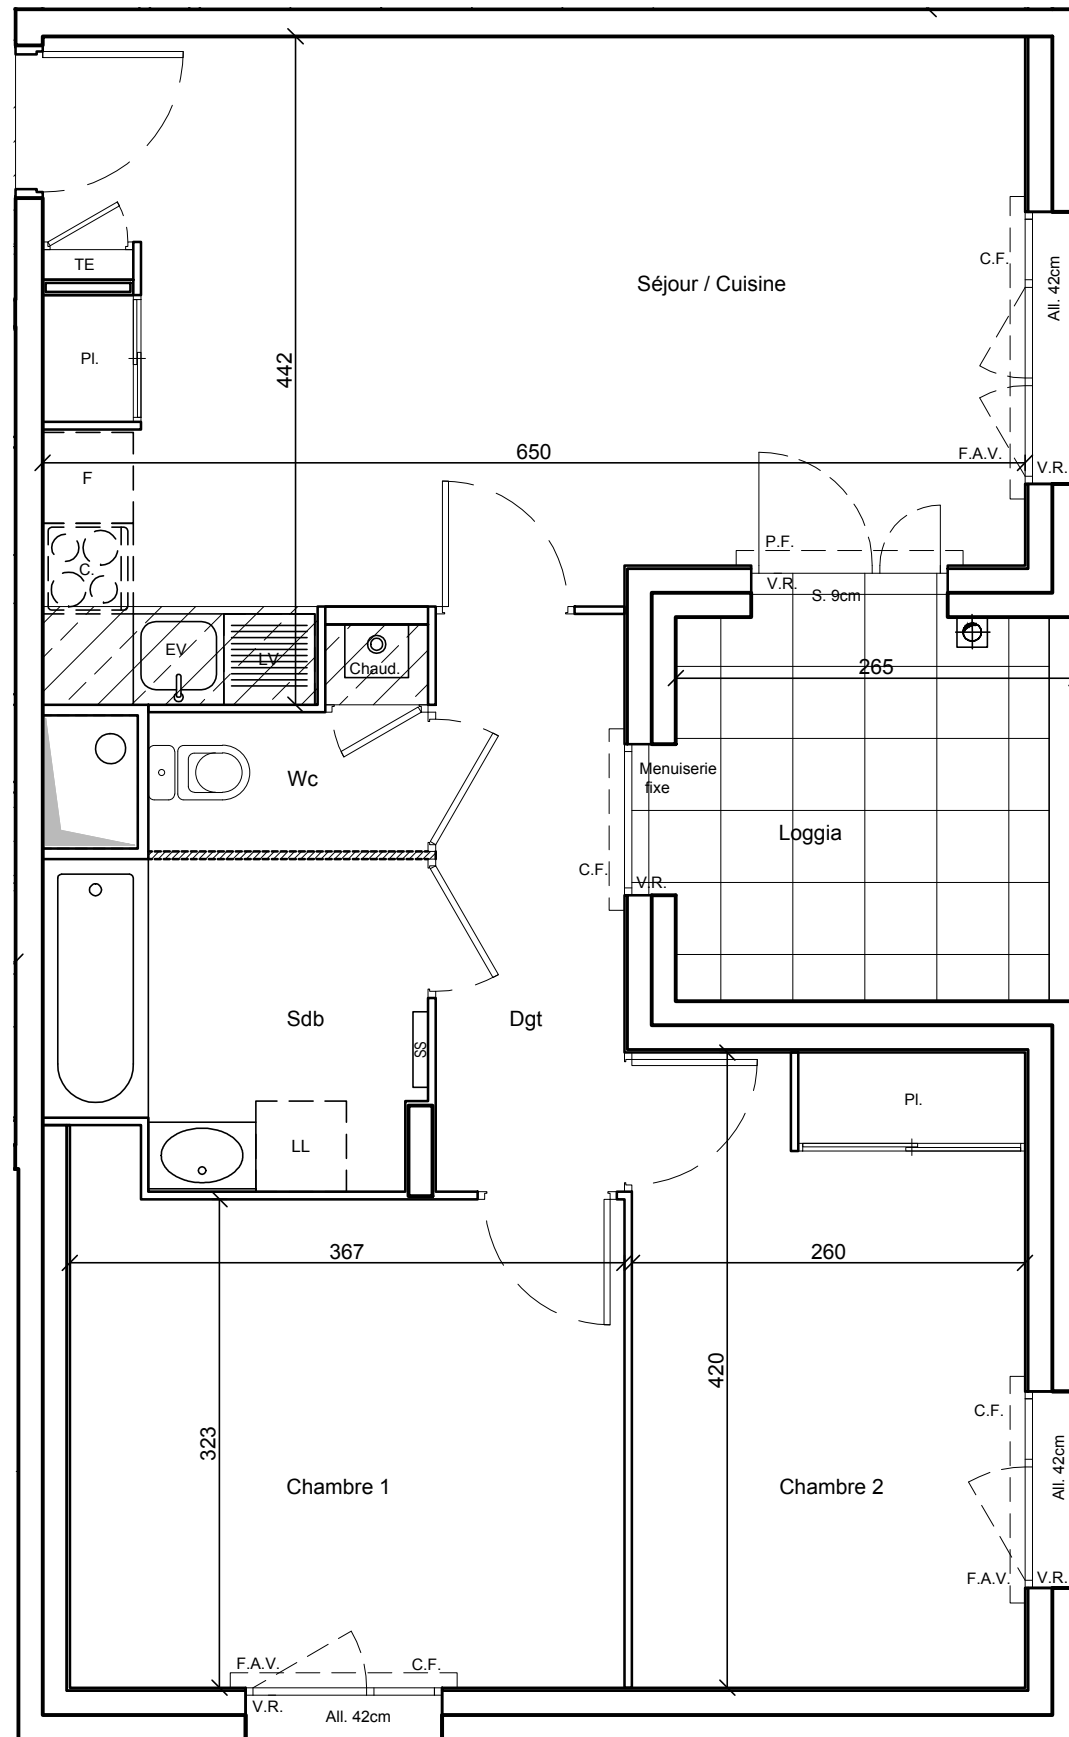 TE
Séjour / Cuisine
C.F.
All. 42cm
Pl.
442
650
F.A.V.
V.R.
F
C.
P.F.
V.R.
S. 9cm
EV
LV
Chaud.
265
Wc
Menuiserie
fixe
Loggia
C.F.
V.R.
Sdb
Dgt
SS
LL
Pl.
367
260
323
420
C.F.
All. 42cm
Chambre 1
Chambre 2
F.A.V.
V.R.
F.A.V.
C.F.
V.R.
All. 42cm